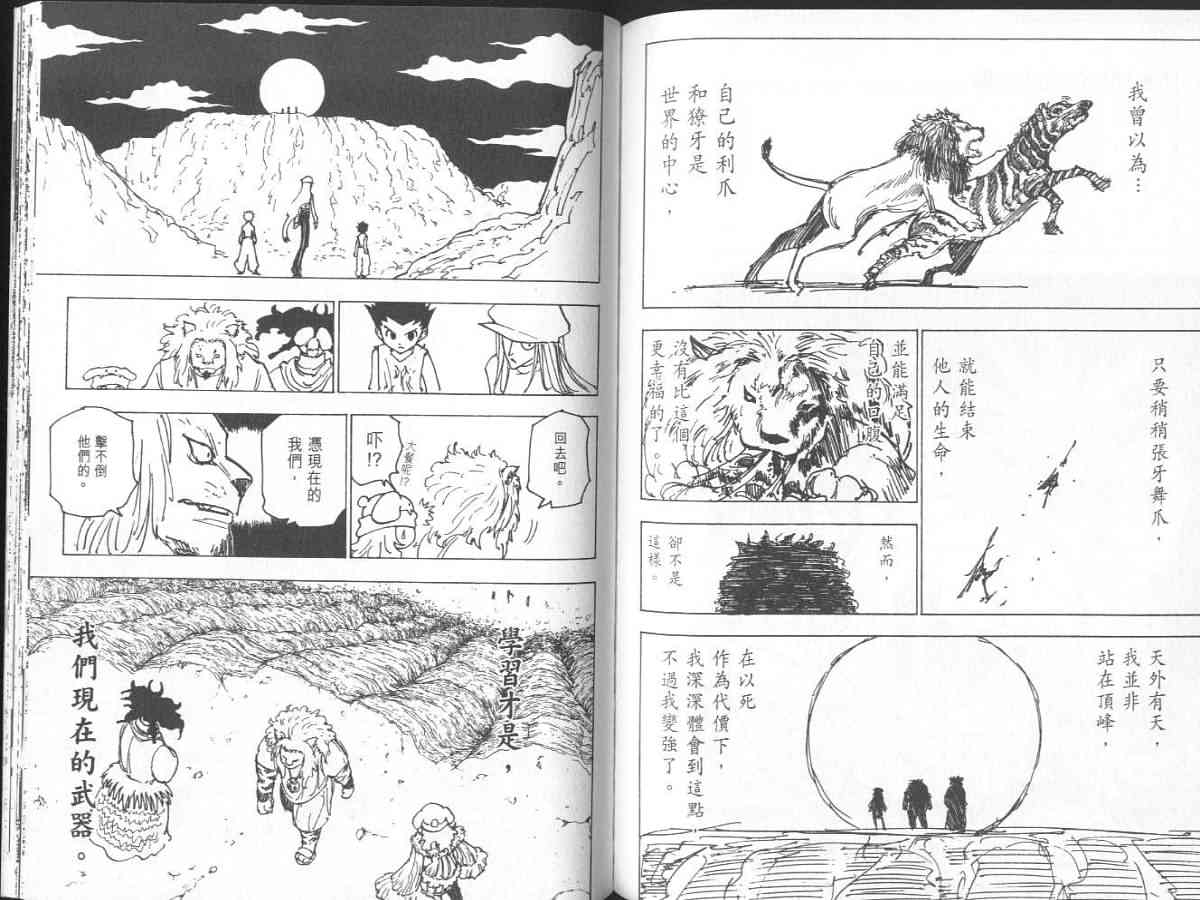 我曾以為…
自己的利爪
和獠牙是
世界的中心，
只要稍稍張牙舞爪，
就能結束
他人的生命，
並能滿足
自己的口腹
沒有比這個
更幸福的了。
然而，
卻不是
這樣。
天外有天，
我並非
站在頂峰，
在以死
作為代價下，
我深深體會到這點
不過我變強了。
回去吧。
大餐呢!?
吓!?
憑現在的
我們，
擊不倒
他們的。
學習才是，
我們現在的武器。